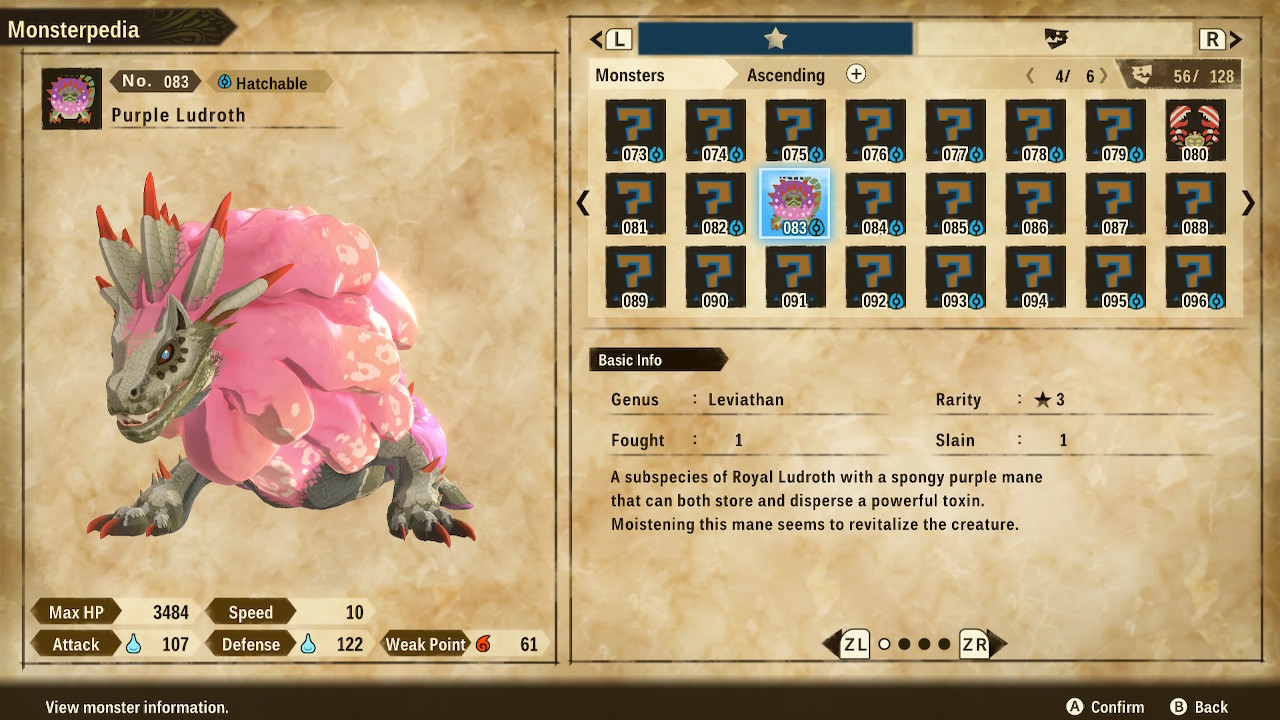 Monsterpedia
No. 083 Hatchable
Purple Ludroth
Max HP 3484 Speed 10
Attack 107 Defense 122 Weak Point 61
L R
Monsters Ascending 4/ 6 56/ 128
? ? ? ? ? ? ?
073 074 075 076 077 078 079 080
? ? ? ? ? ? ?
081 082 083 084 085 086 087 088
? ? ? ? ? ? ? ?
089 090 091 092 093 094 095 096
Basic Info
Genus : Leviathan Rarity : ★ 3
Fought : 1 Slain : 1
A subspecies of Royal Ludroth with a spongy purple mane
that can both store and disperse a powerful toxin.
Moistening this mane seems to revitalize the creature.
ZL ZR
View monster information. A Confirm B Back